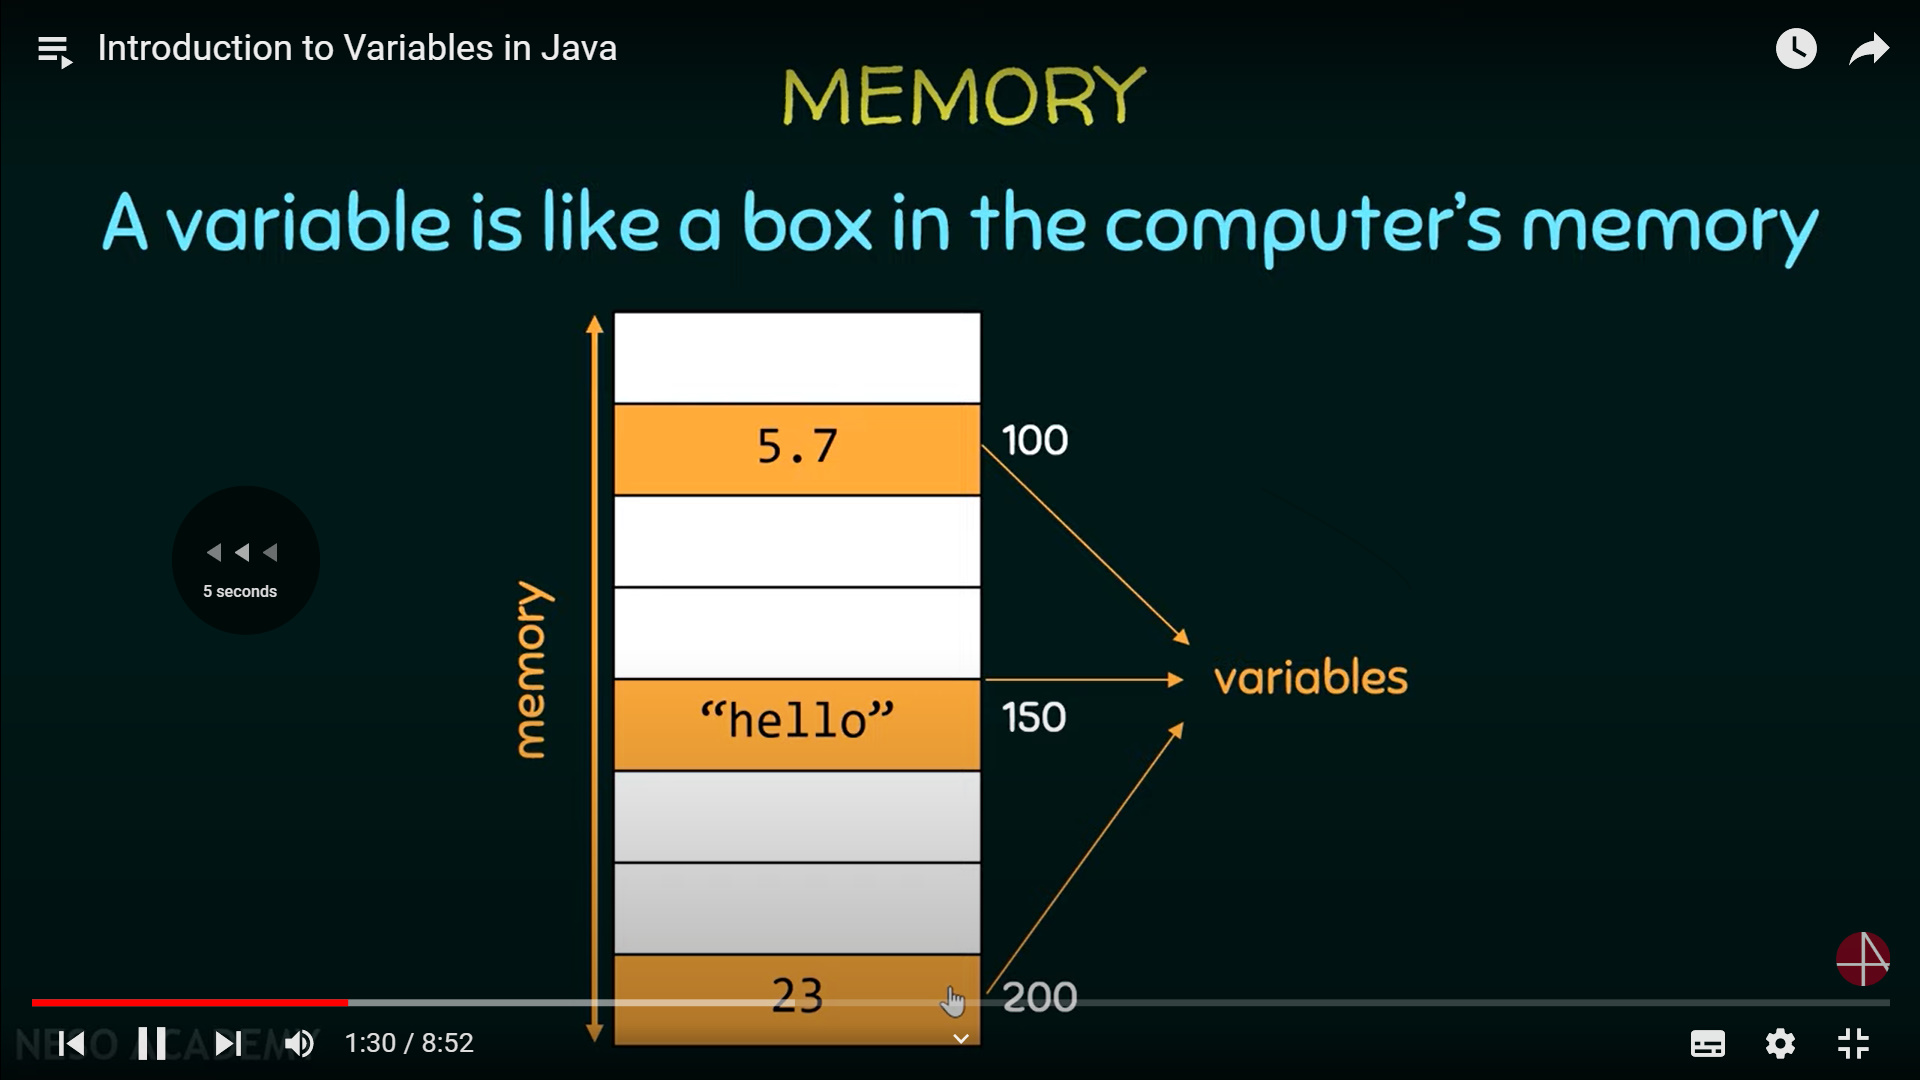 Introduction to Variables in Java
MEMORY
A variable is like a box in the computer’s memory
5.7
100
5 seconds
memory
variables
“hello”
150
23
200
NESO ACADEMY
1:30 / 8:52